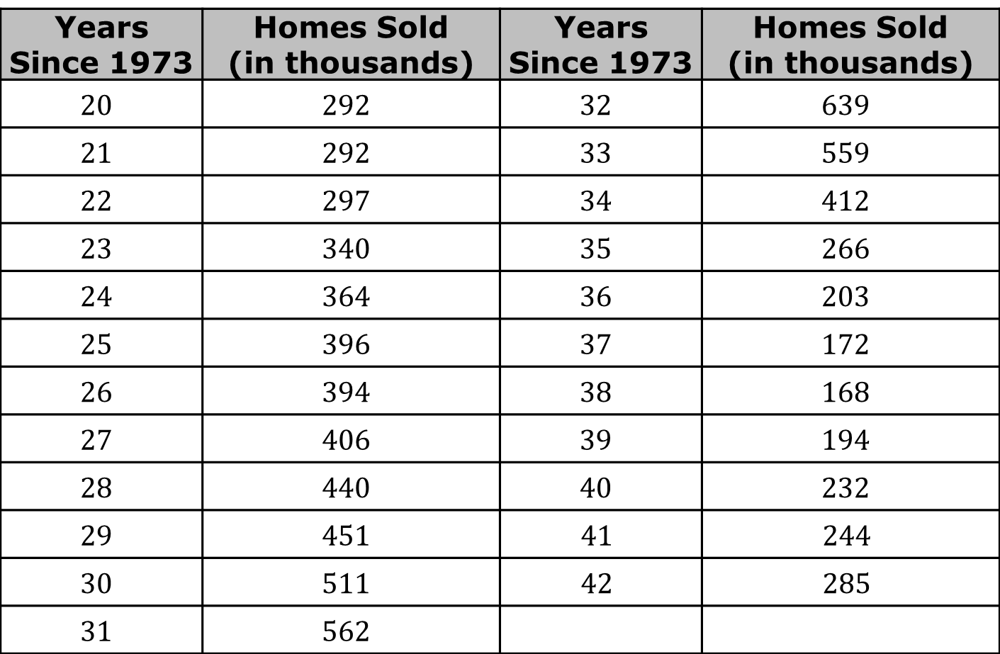 Years Since 1973 Homes Sold (in thousands) Years Since 1973 Homes Sold (in thousands)
20 292 32 639
21 292 33 559
22 297 34 412
23 340 35 266
24 364 36 203
25 396 37 172
26 394 38 168
27 406 39 194
28 440 40 232
29 451 41 244
30 511 42 285
31 562